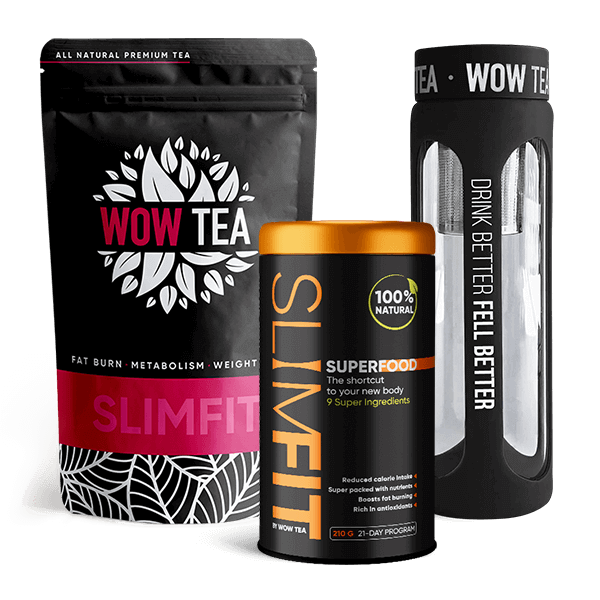 ALL NATURAL PREMIUM TEA
WOW TEA
FAT BURN · METABOLISM · WEIGHT
SLIMFIT
SLIMFIT
BY WOW TEA
100%
NATURAL
SUPERFOOD
The shortcut
to your new body
9 Super Ingredients
Reduced calorie intake
Super packed with nutrients
Boosts fat burning
Rich in antioxidants
210 G 21-DAY PROGRAM
TEA · WOW TEA
DRINK BETTER FELL BETTER